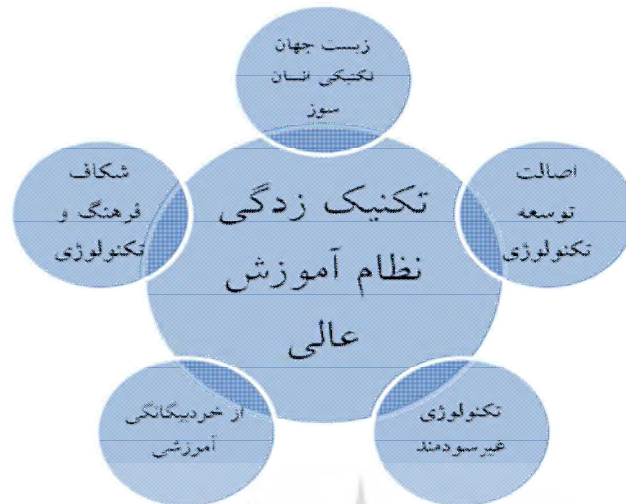 زیست جهان
تکنیکی انسان
سوز
اصالت
توسعه
تکنولوژی
تکنولوژی
غیرسودمند
از خودبیگانگی
آموزشی
شکاف
فرهنگ و
تکنولوژی
تکنیک زدگی
نظام آموزش
عالی